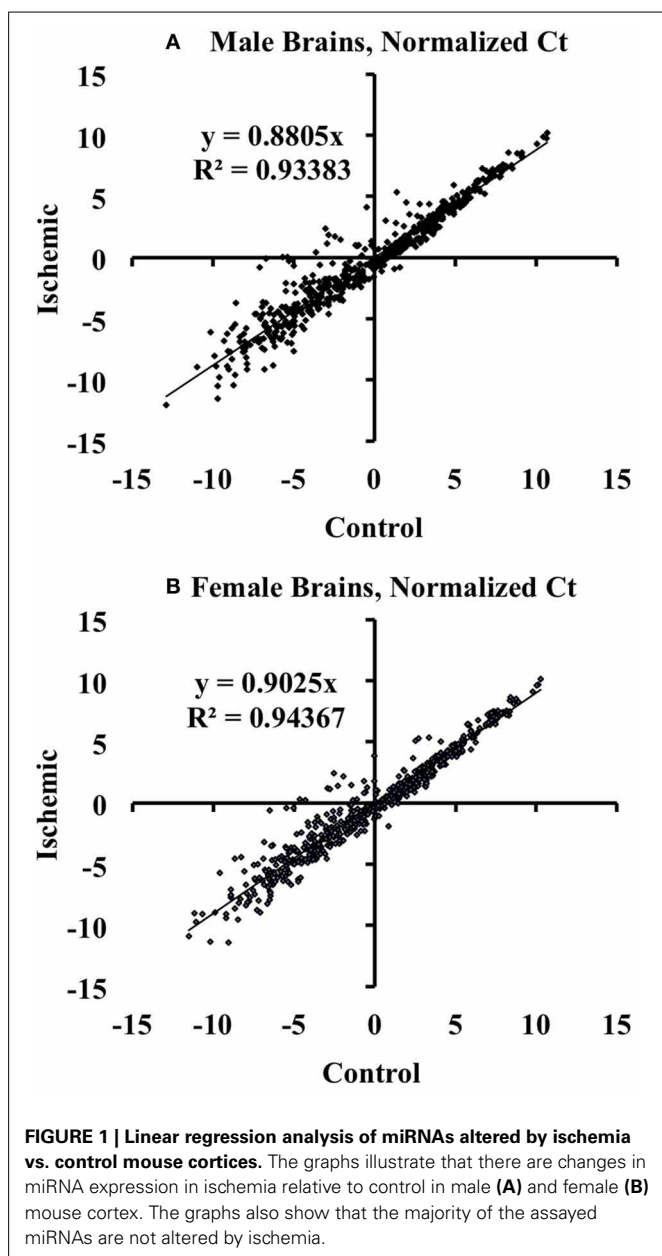 A Male Brains, Normalized Ct
15
10
5
0
-5
-10
-15
y = 0.8805x
R² = 0.93383
Ischemic
-15 -10 -5 0 5 10 15
Control
B Female Brains, Normalized Ct
15
10
5
0
-5
-10
-15
y = 0.9025x
R² = 0.94367
Ischemic
-15 -10 -5 0 5 10 15
Control
FIGURE 1 | Linear regression analysis of miRNAs altered by ischemia
vs. control mouse cortices. The graphs illustrate that there are changes in
miRNA expression in ischemia relative to control in male (A) and female (B)
mouse cortex. The graphs also show that the majority of the assayed
miRNAs are not altered by ischemia.